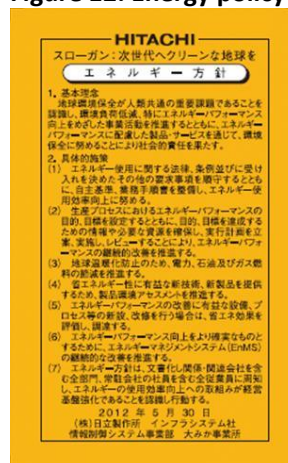 Figure 22: Energy policy
HITACHI
スローガン:次世代へクリーンな地球を
エネルギー方針
1. 基本理念
地球環境保全が人類共通の重要課題であることを
認識し、環境負荷低減、特にエネルギーパフォーマンス
向上をめざした事業活動を推進するとともに、エネルギー
パフォーマンスに配慮した製品・サービスを通じて、環境
保全に努めることにより社会的責任を果たす。
2. 具体的施策
(1) エネルギー使用に関する法律、条例並びに受け
入れを決めたその他の要求事項を順守するととも
に、自主基準、業務手順書を整備し、エネルギー使
用効率向上に努める。
(2) 生産プロセスにおけるエネルギーパフォーマンスの
目的、目標を設定するとともに、目的、目標を達成する
ための情報や必要な資源を確保し、実行計画を立
案、実施し、レビューすることにより、エネルギーパフォ
ーマンスの継続的改善を推進する。
(3) 地球温暖化防止のため、電力、石油及びガス燃
料の節減を推進する。
(4) 省エネルギー性に有益な新技術、新製品を提供
するため、製品環境アセスメントを推進する。
(5) エネルギーパフォーマンスの改善に有益な設備、プ
ロセス等の新設、改修を行う場合は、省エネ効果を
評価し、調達する。
(6) エネルギーパフォーマンス向上をより確実なものと
するために、エネルギーマネジメントシステム(EnMS)
の継続的な改善を推進する。
(7) エネルギー方針は、文書化し関係・関連会社を含
む全部門、常駐会社の社員を含む全従業員に周知
し、エネルギーの使用効率向上への取組みが経営
基盤強化であることを認識し行動する。
2012年 5月 30日
(株)日立製作所 インフラシステム社
情報制御システム事業部 大みか事業所